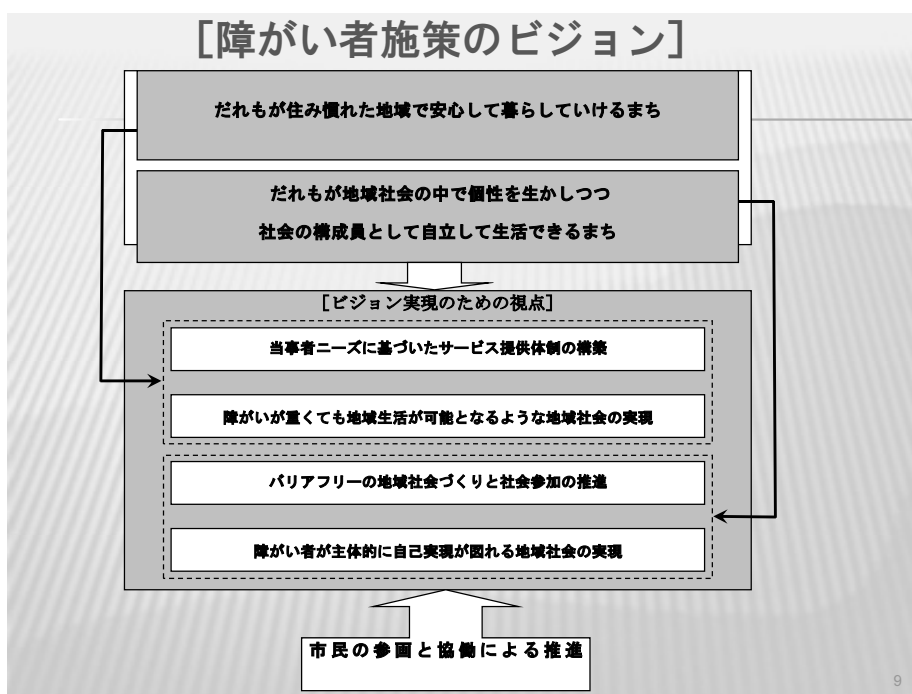 [障がい者施策のビジョン]
だれもが住み慣れた地域で安心して暮らしていけるまち
だれもが地域社会の中で個性を生かしつつ
社会の構成員として自立して生活できるまち
[ビジョン実現のための視点]
当事者ニーズに基づいたサービス提供体制の構築
障がいが重くても地域生活が可能となるような地域社会の実現
バリアフリーの地域社会づくりと社会参加の推進
障がい者が主体的に自己実現が図れる地域社会の実現
市民の参画と協働による推進
9